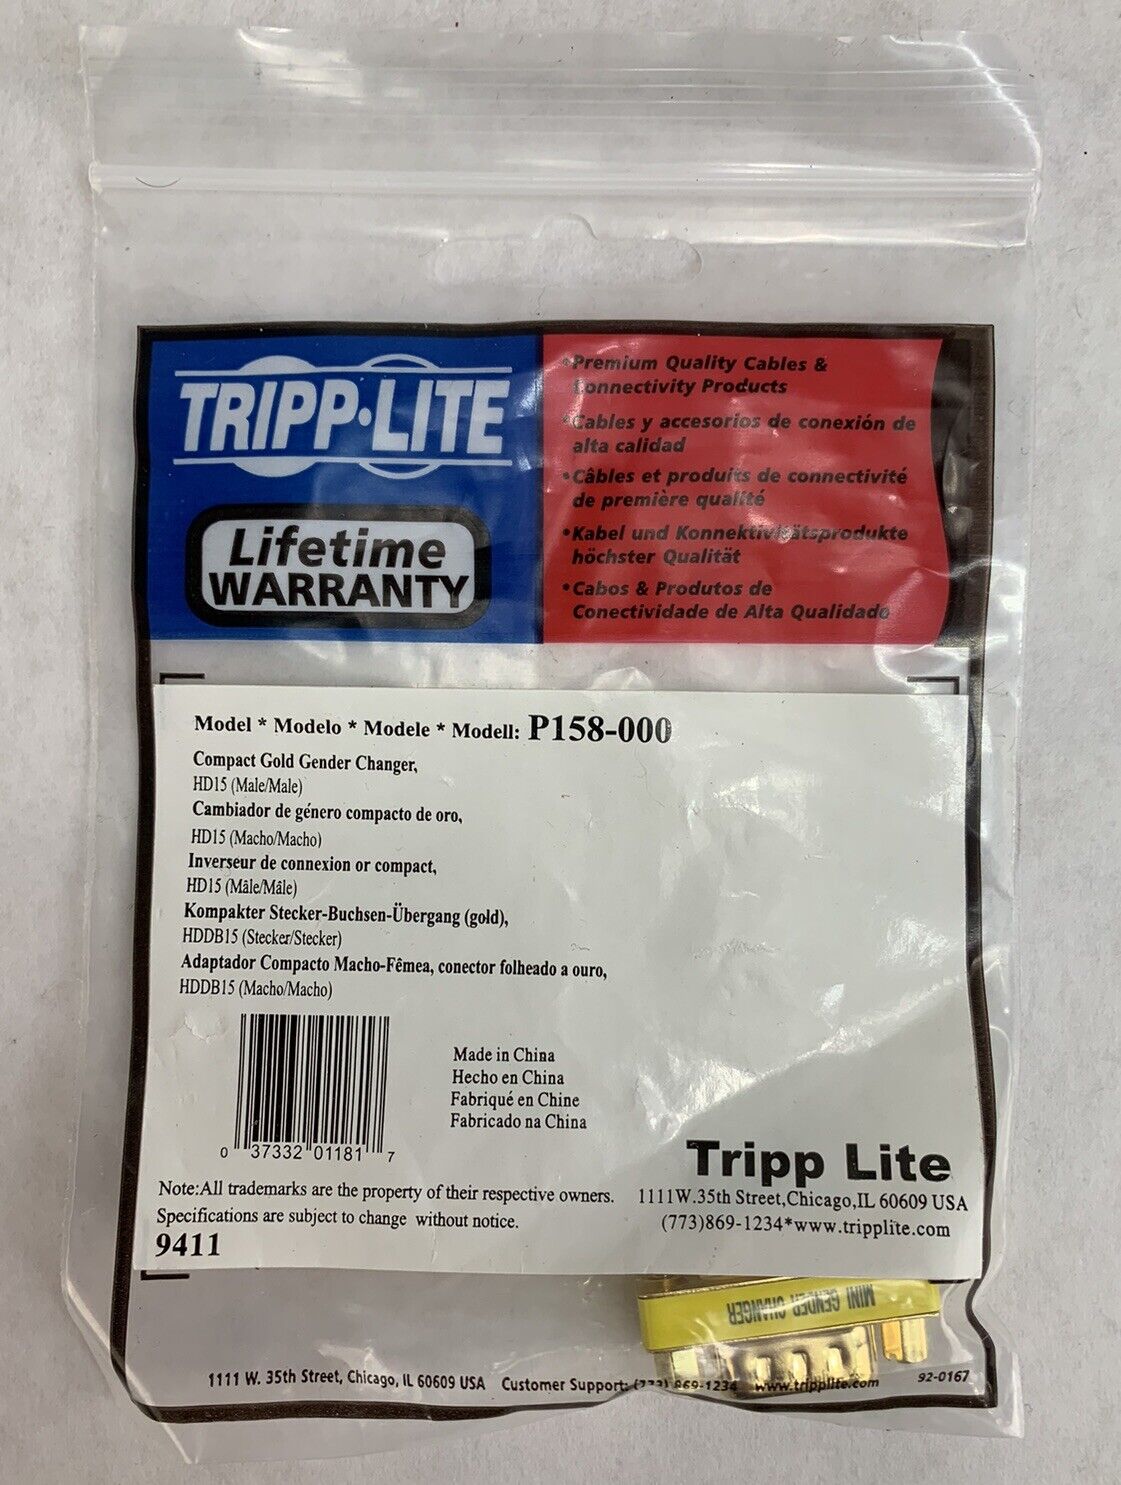 TRIPP·LITE
Lifetime
WARRANTY
•Premium Quality Cables &
Connectivity Products
•Cables y accesorios de conexión de
alta calidad
•Câbles et produits de connectivité
de première qualité
•Kabel und Konnektivitätsprodukte
höchster Qualität
•Cabos & Produtos de
Conectividade de Alta Qualidade
Model * Modelo * Modele * Modell: P158-000
Compact Gold Gender Changer,
HD15 (Male/Male)
Cambiador de género compacto de oro,
HD15 (Macho/Macho)
Inverseur de connexion or compact,
HD15 (Mâle/Mâle)
Kompakter Stecker-Buchsen-Übergang (gold),
HDDB15 (Stecker/Stecker)
Adaptador Compacto Macho-Fêmea, conector folheado a ouro,
HDDB15 (Macho/Macho)
0 37332 01181 7
Made in China
Hecho en China
Fabriqué en Chine
Fabricado na China
Note:All trademarks are the property of their respective owners.
Specifications are subject to change without notice.
9411
Tripp Lite
1111W.35th Street,Chicago,IL 60609 USA
(773)869-1234*www.tripplite.com
MINI GENDER CHANGER
1111 W. 35th Street, Chicago, IL 60609 USA Customer Support: (773) 869-1234 www.tripplite.com
92-0167